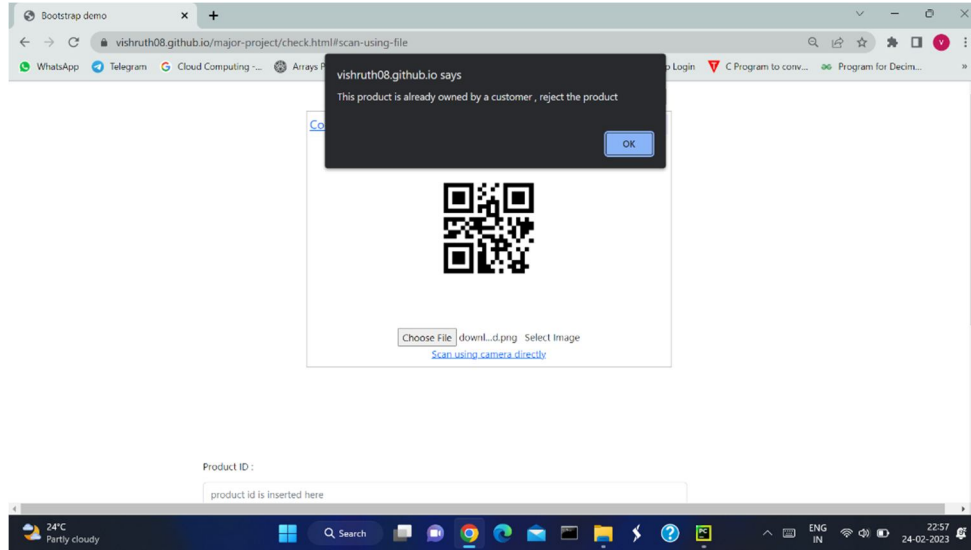 Bootstrap demo
vishruth08.github.io/major-project/check.html#scan-using-file
WhatsApp Telegram Cloud Computing -... Arrays Login C Program to conv... Program for Decim... »
vishruth08.github.io says
This product is already owned by a customer , reject the product
OK
Co
Choose File downl...d.png Select Image
Scan using camera directly
Product ID :
product id is inserted here
24°C
Partly cloudy
Search
PC
ENG
IN
22:57
24-02-2023